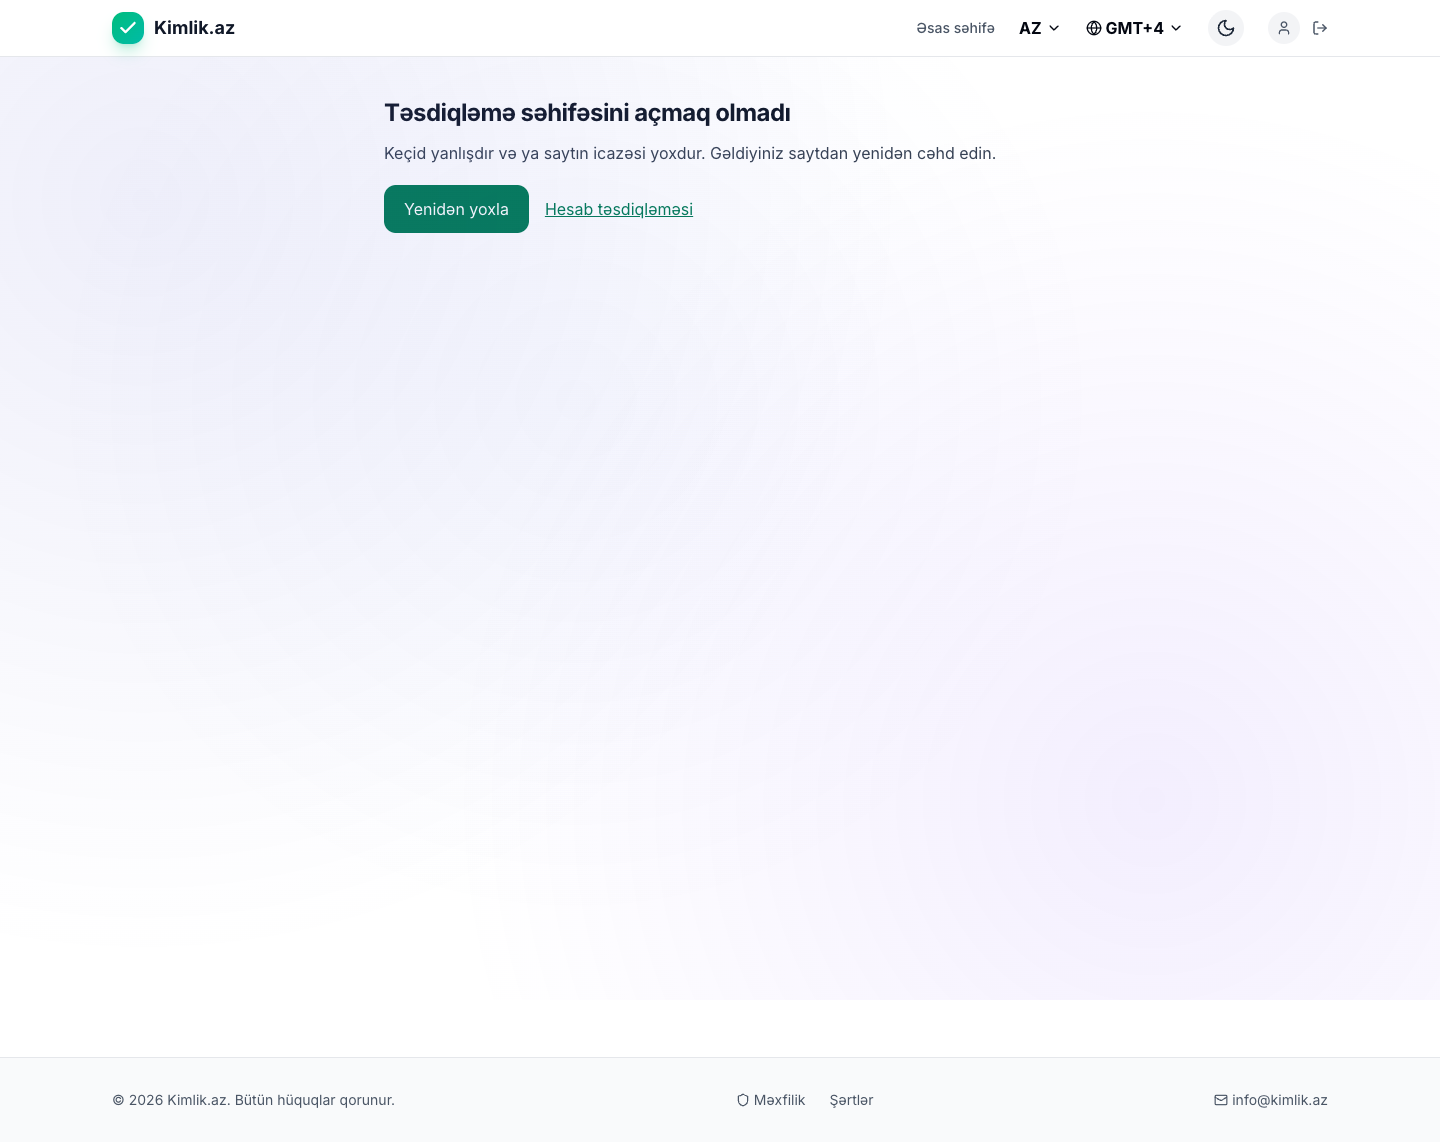 Kimlik.az
Əsas səhifə
AZ
GMT+4
Təsdiqləmə səhifəsini açmaq olmadı
Keçid yanlışdır və ya saytın icazəsi yoxdur. Gəldiyiniz saytdan yenidən cəhd edin.
Yenidən yoxla
Hesab təsdiqləməsi
© 2026 Kimlik.az. Bütün hüquqlar qorunur.
Məxfilik
Şərtlər
info@kimlik.az